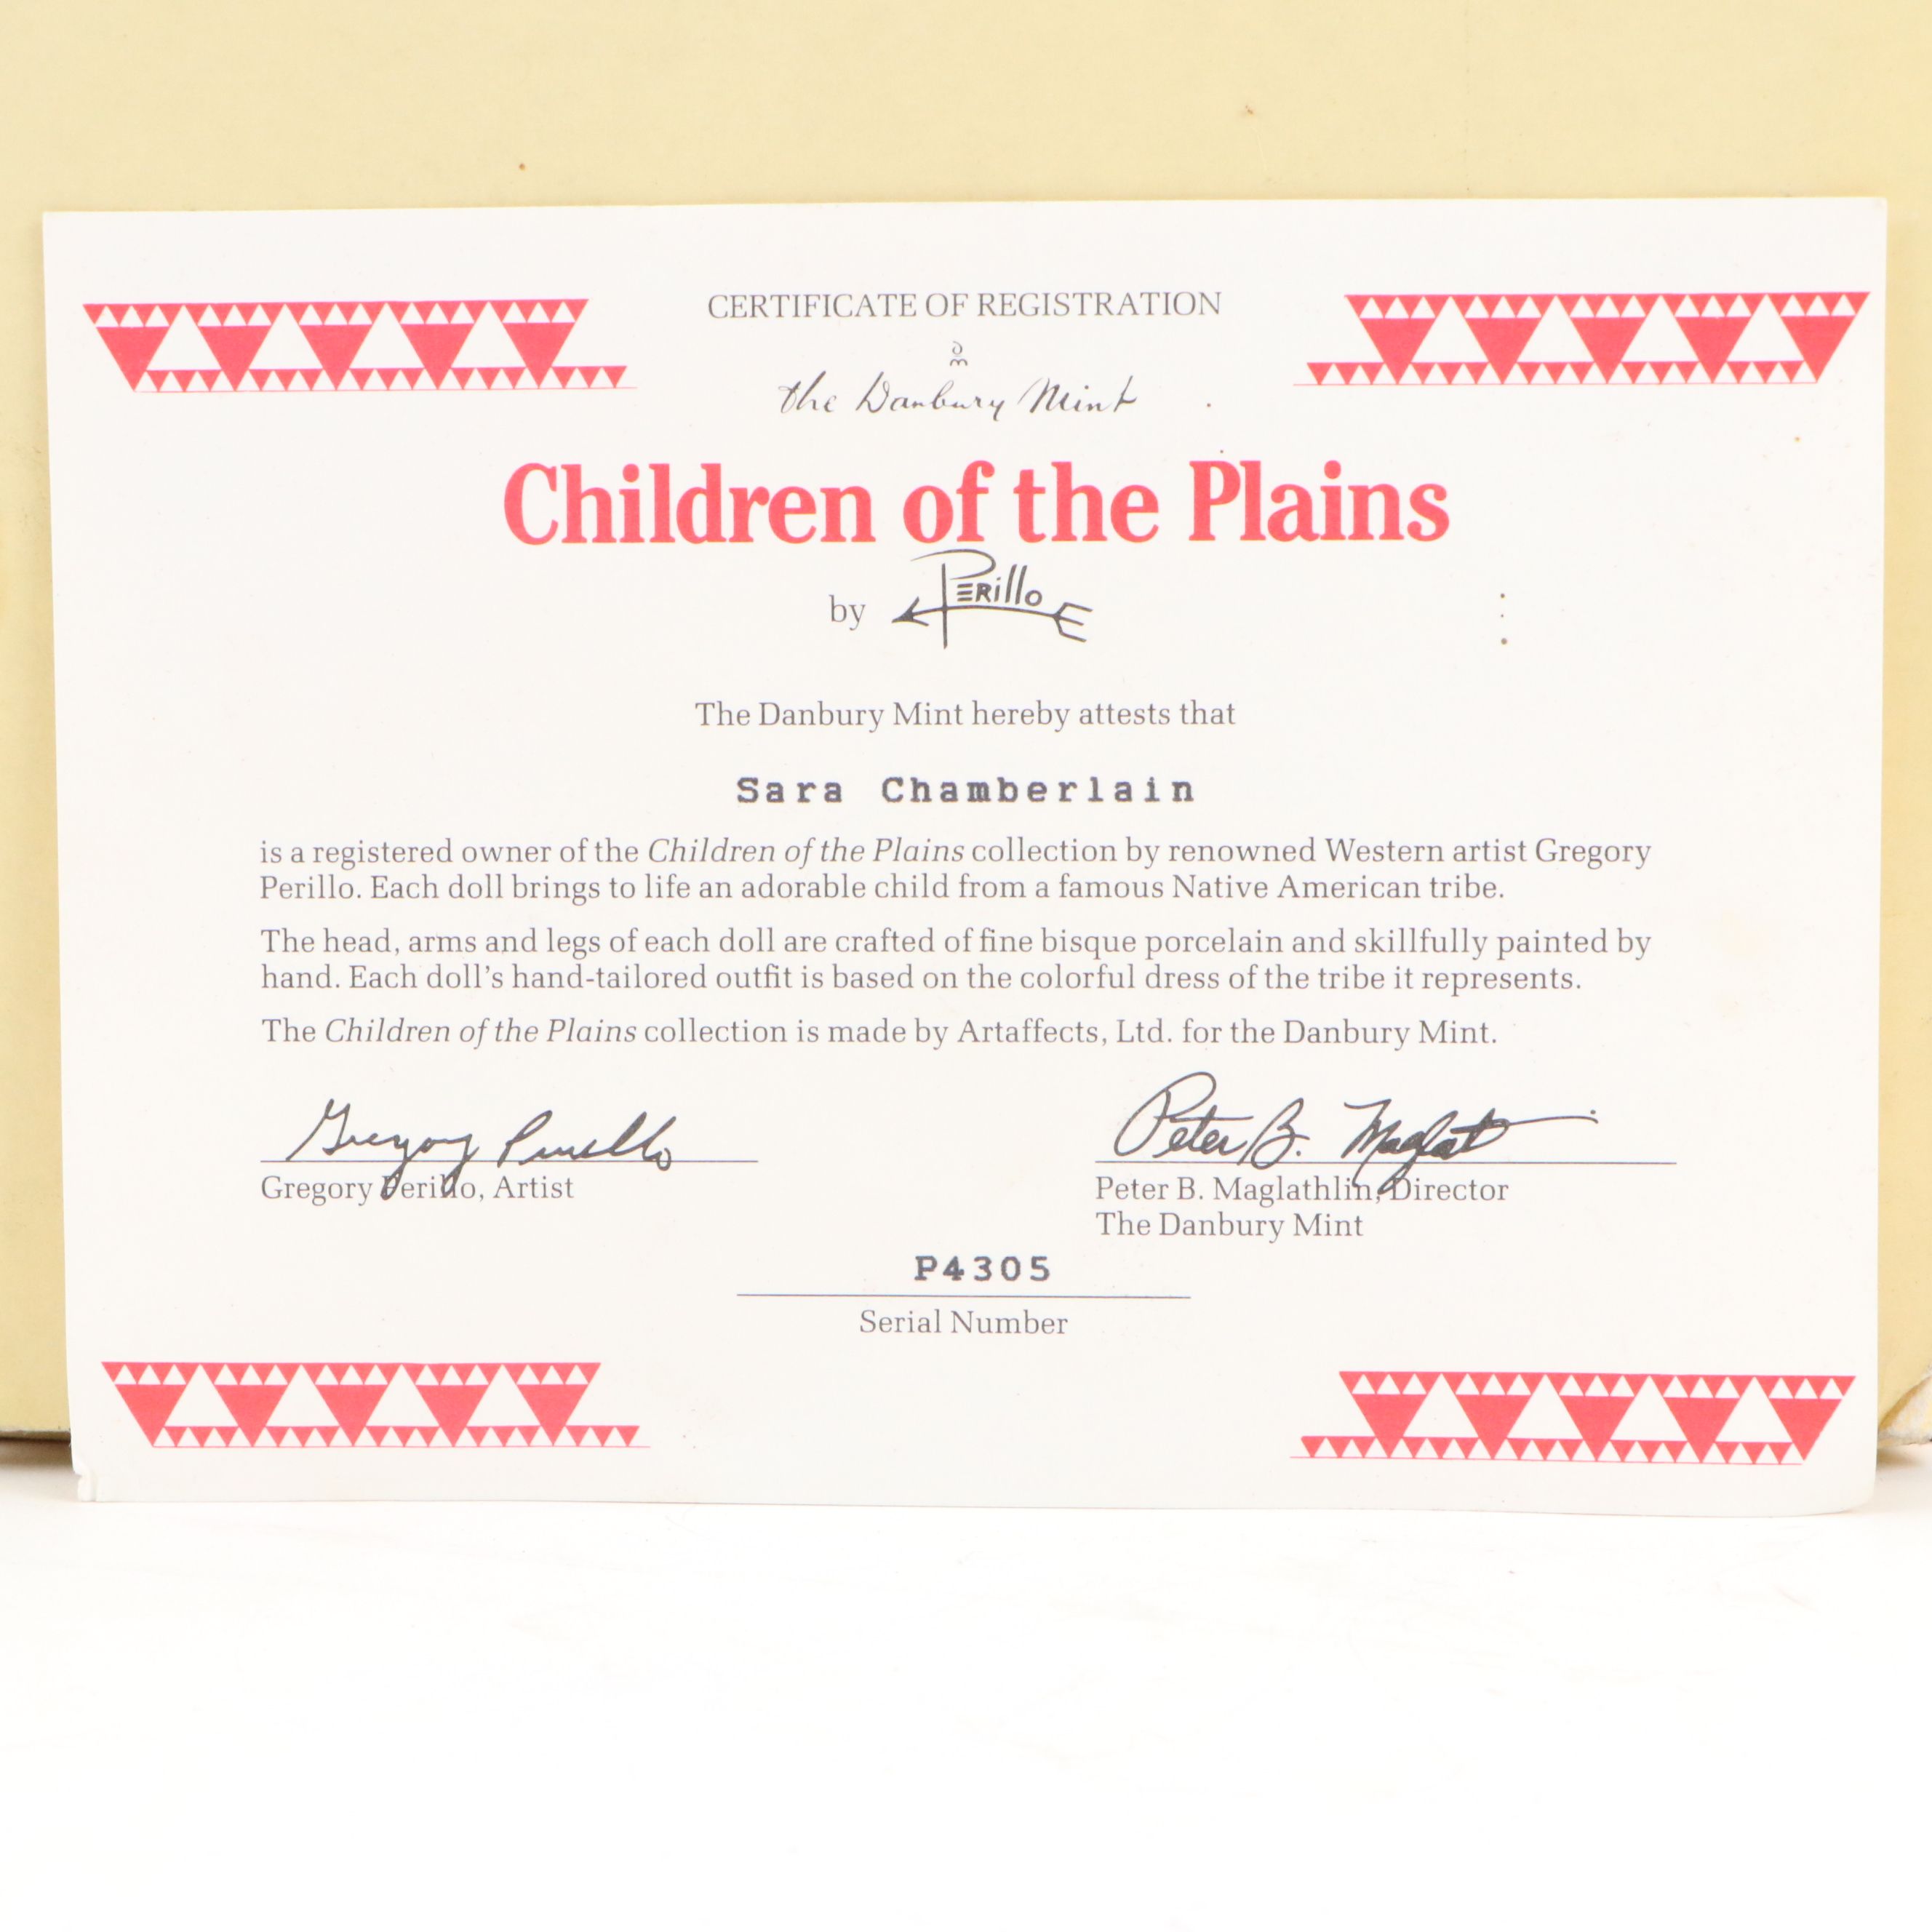 CERTIFICATE OF REGISTRATION
the Danbury Mint
Children of the Plains
by PERillo
The Danbury Mint hereby attests that
Sara Chamberlain
is a registered owner of the Children of the Plains collection by renowned Western artist Gregory
Perillo. Each doll brings to life an adorable child from a famous Native American tribe.
The head, arms and legs of each doll are crafted of fine bisque porcelain and skillfully painted by
hand. Each doll's hand-tailored outfit is based on the colorful dress of the tribe it represents.
The Children of the Plains collection is made by Artaffects, Ltd. for the Danbury Mint.
Gregory Perillo
Gregory Perillo, Artist
Peter B. Maglathlin
Peter B. Maglathlin, Director
The Danbury Mint
P4305
Serial Number